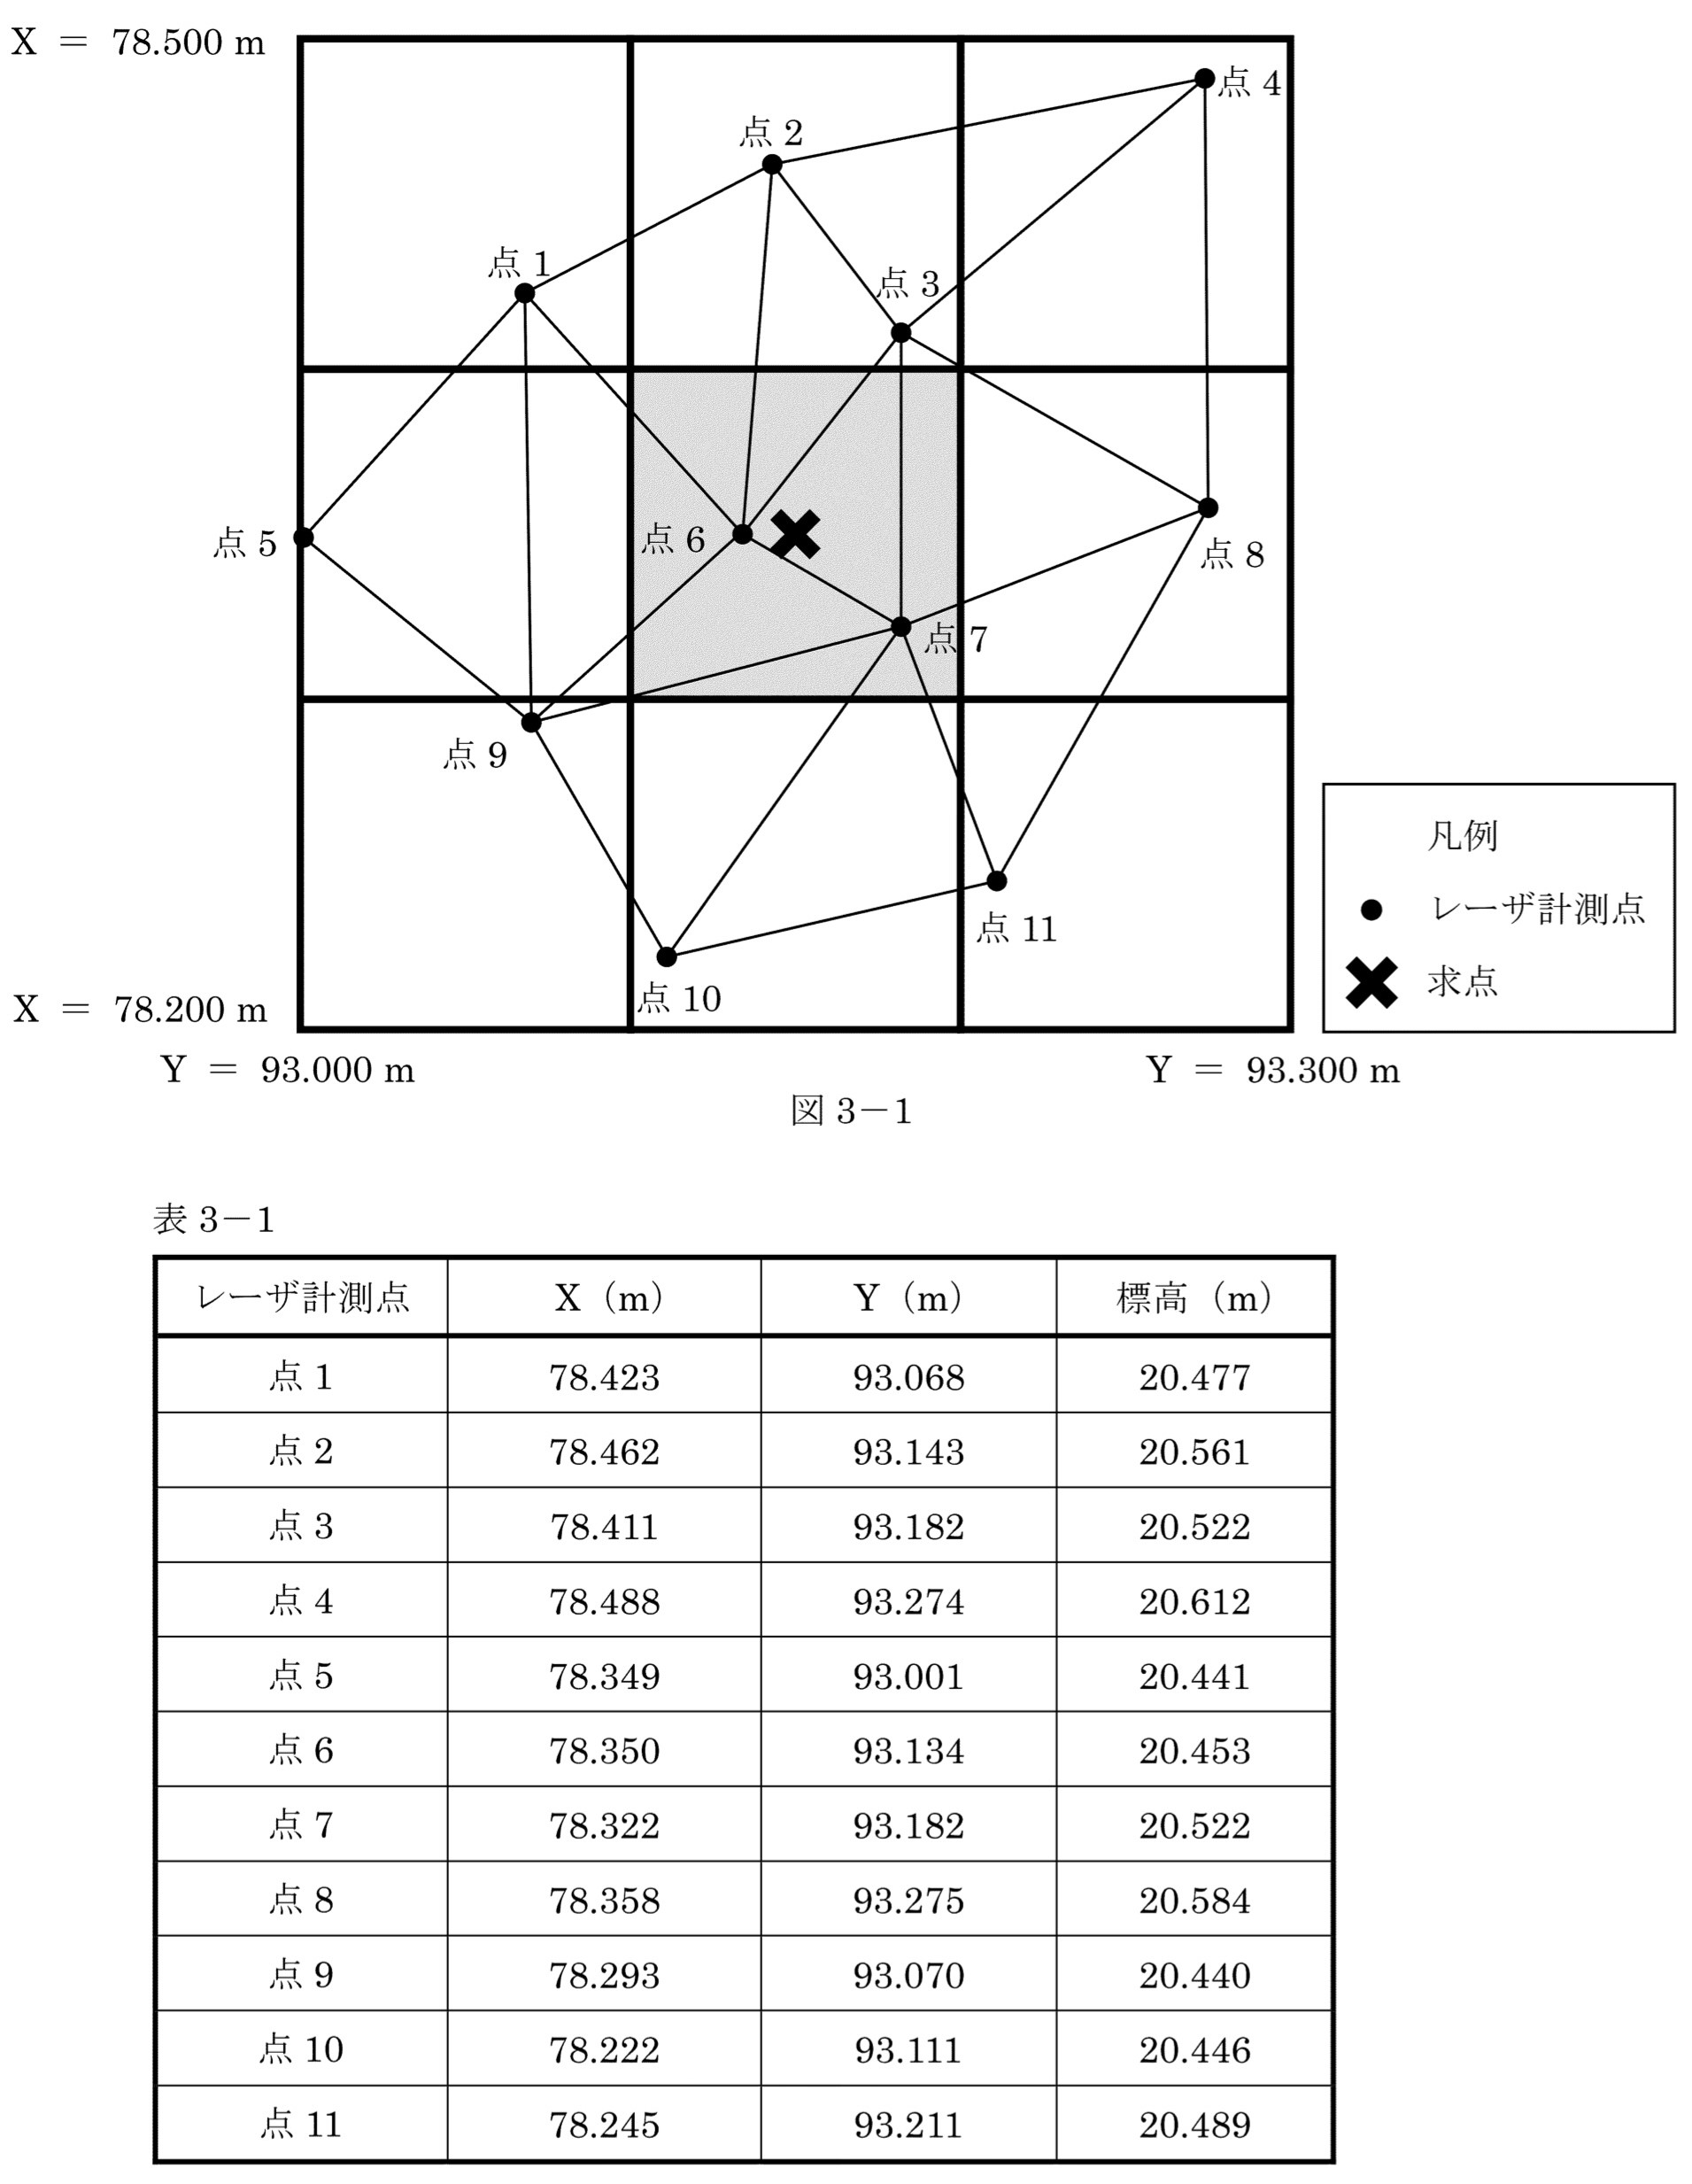 X = 78.500 m
点 4
点 2
点 1
点 3
点 6
点 5
点 8
点 7
点 9
凡例
レーザ計測点
点 11
求点
点 10
X = 78.200 m
Y = 93.000 m
Y = 93.300 m
図 3－1
表 3－1
レーザ計測点 X（m） Y（m） 標高（m）
点 1 78.423 93.068 20.477
点 2 78.462 93.143 20.561
点 3 78.411 93.182 20.522
点 4 78.488 93.274 20.612
点 5 78.349 93.001 20.441
点 6 78.350 93.134 20.453
点 7 78.322 93.182 20.522
点 8 78.358 93.275 20.584
点 9 78.293 93.070 20.440
点 10 78.222 93.111 20.446
点 11 78.245 93.211 20.489